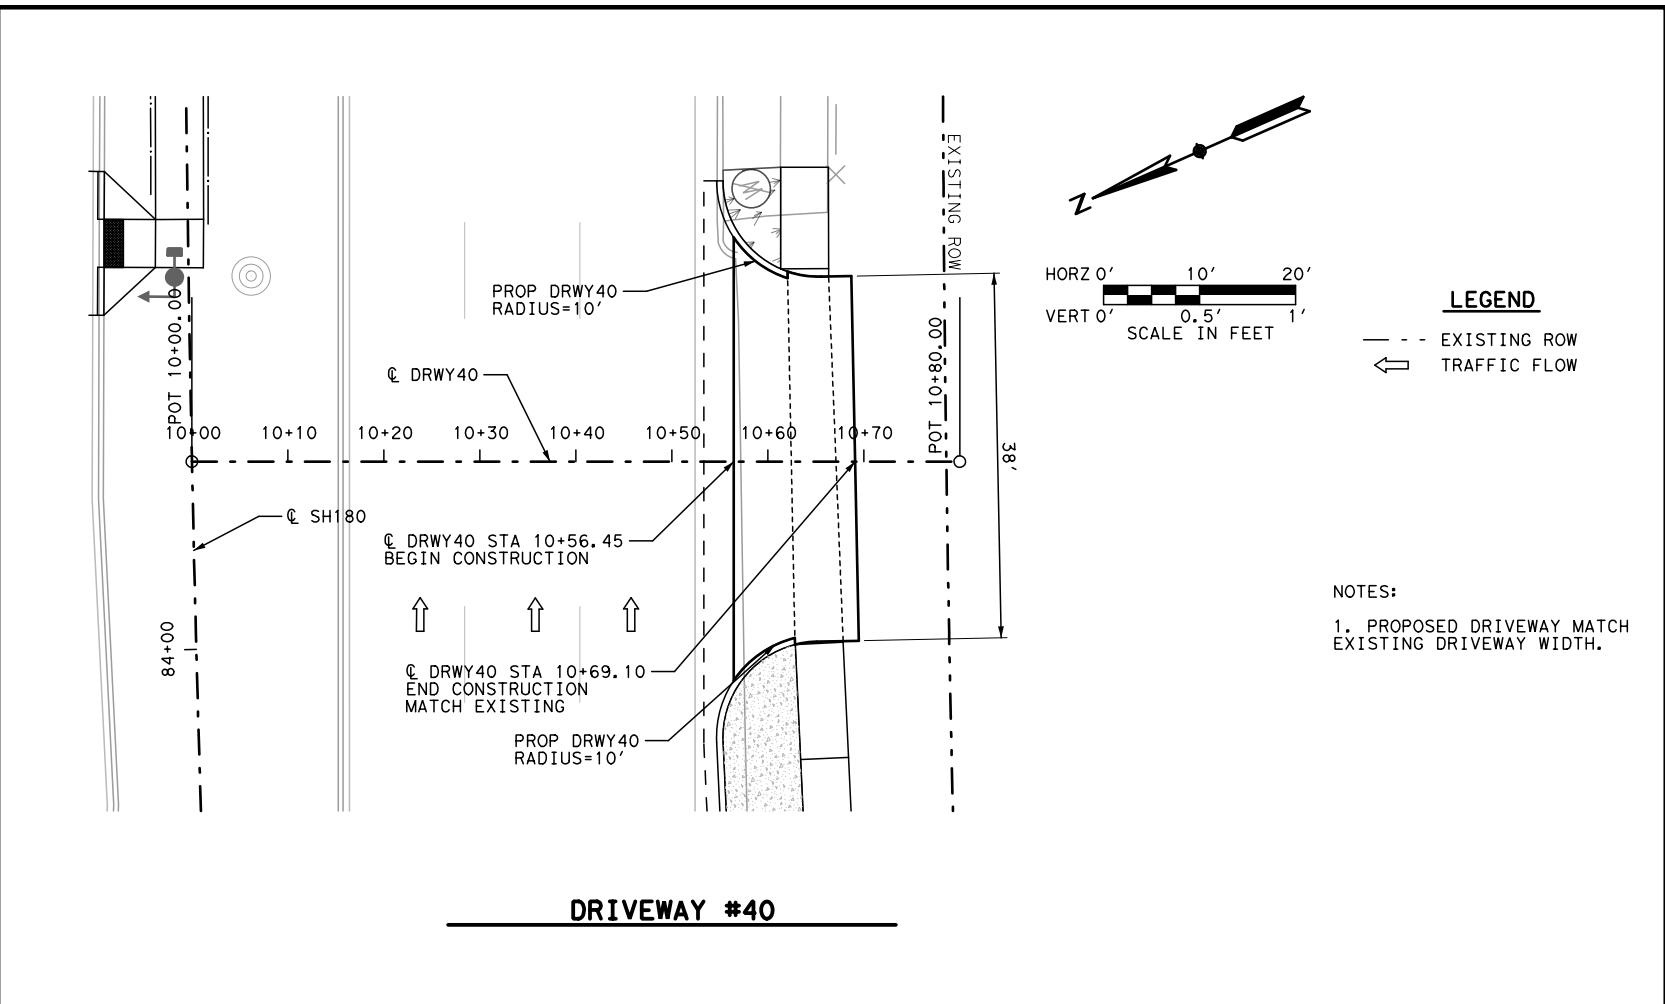 EXISTING ROW
N
HORZ 0' 10' 20'
VERT 0' 0.5' 1'
SCALE IN FEET
LEGEND
EXISTING ROW
TRAFFIC FLOW
PROP DRWY40
RADIUS=10'
POT 10+00.00
POT 10+80.00
℄ DRWY40
10+00 10+10 10+20 10+30 10+40 10+50 10+60 10+70
38'
℄ SH180
℄ DRWY40 STA 10+56.45
BEGIN CONSTRUCTION
84+00
NOTES:
1. PROPOSED DRIVEWAY MATCH
EXISTING DRIVEWAY WIDTH.
℄ DRWY40 STA 10+69.10
END CONSTRUCTION
MATCH EXISTING
PROP DRWY40
RADIUS=10'
DRIVEWAY #40